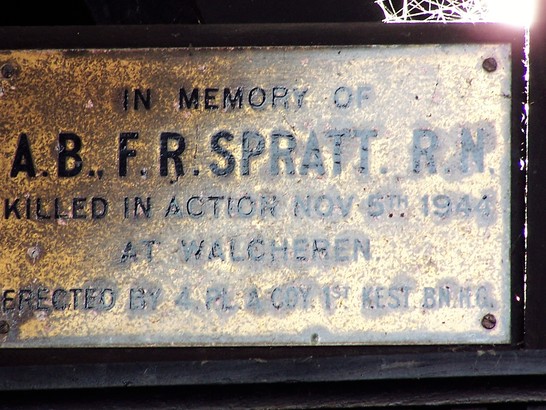 IN MEMORY OF
A.B., F.R. SPRATT. R.N.
KILLED IN ACTION NOV 5TH 1944
AT WALCHEREN
ERECTED BY 4. PL. A COY. 1ST KEST. BN. H.G.